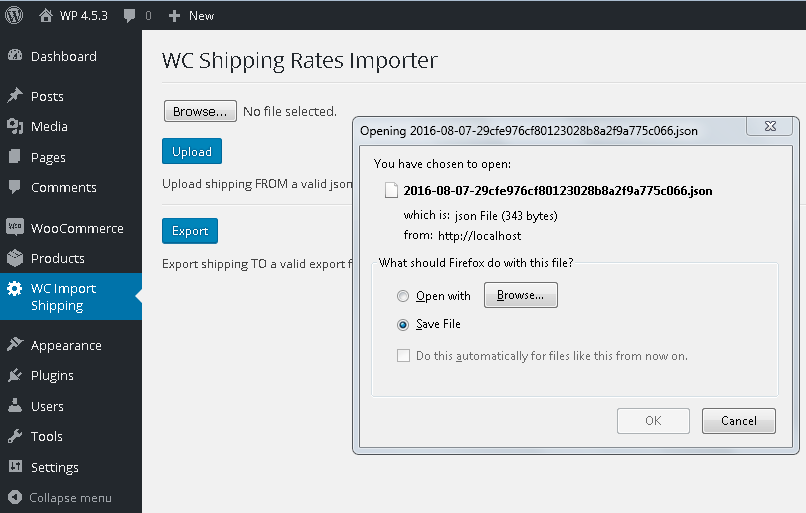 WP 4.5.3 0 + New
Dashboard
Posts
Media
Pages
Comments
WooCommerce
Products
WC Import
Shipping
Appearance
Plugins
Users
Tools
Settings
Collapse menu
WC Shipping Rates Importer
Browse... No file selected.
Upload
Upload shipping FROM a valid json
Export
Export shipping TO a valid export f
Opening 2016-08-07-29cfe976cf80123028b8a2f9a775c066.json
You have chosen to open:
2016-08-07-29cfe976cf80123028b8a2f9a775c066.json
which is: json File (343 bytes)
from: http://localhost
What should Firefox do with this file?
Open with Browse...
Save File
Do this automatically for files like this from now on.
OK Cancel